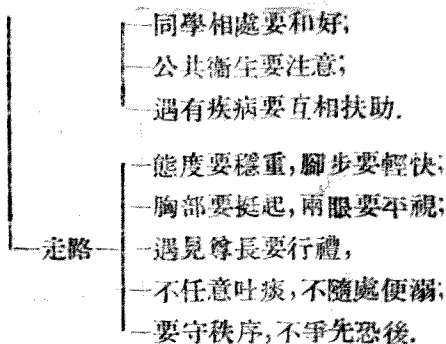 同學相處要和好;
公共衞生要注意;
遇有疾病要互相扶助.
態度要穩重,腳步要輕快;
胸部要挺起,兩眼要平視;
走路 遇見尊長要行禮,
不任意吐痰,不隨處便溺;
要守秩序,不爭先恐後.